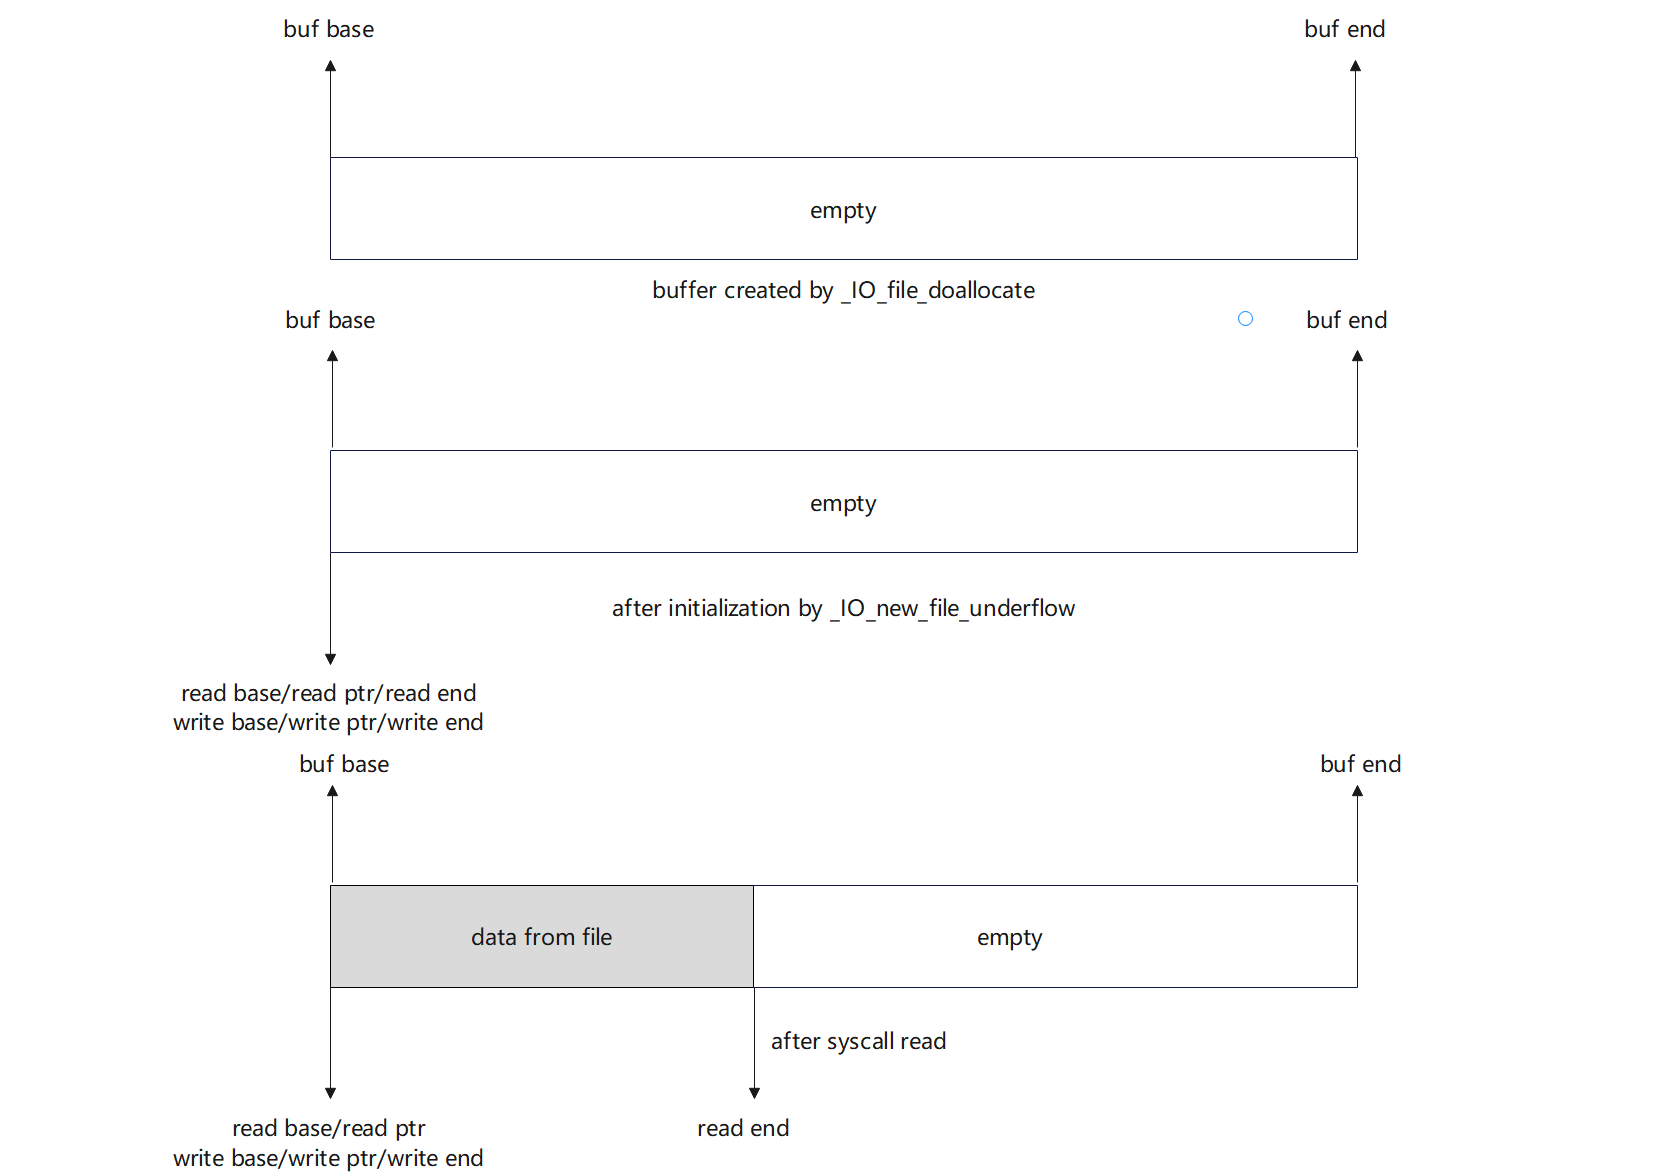 buf base
buf end
empty
buffer created by _IO_file_doallocate
buf base
buf end
empty
after initialization by _IO_new_file_underflow
read base/read ptr/read end
write base/write ptr/write end
buf base
buf end
data from file
empty
after syscall read
read base/read ptr
write base/write ptr/write end
read end